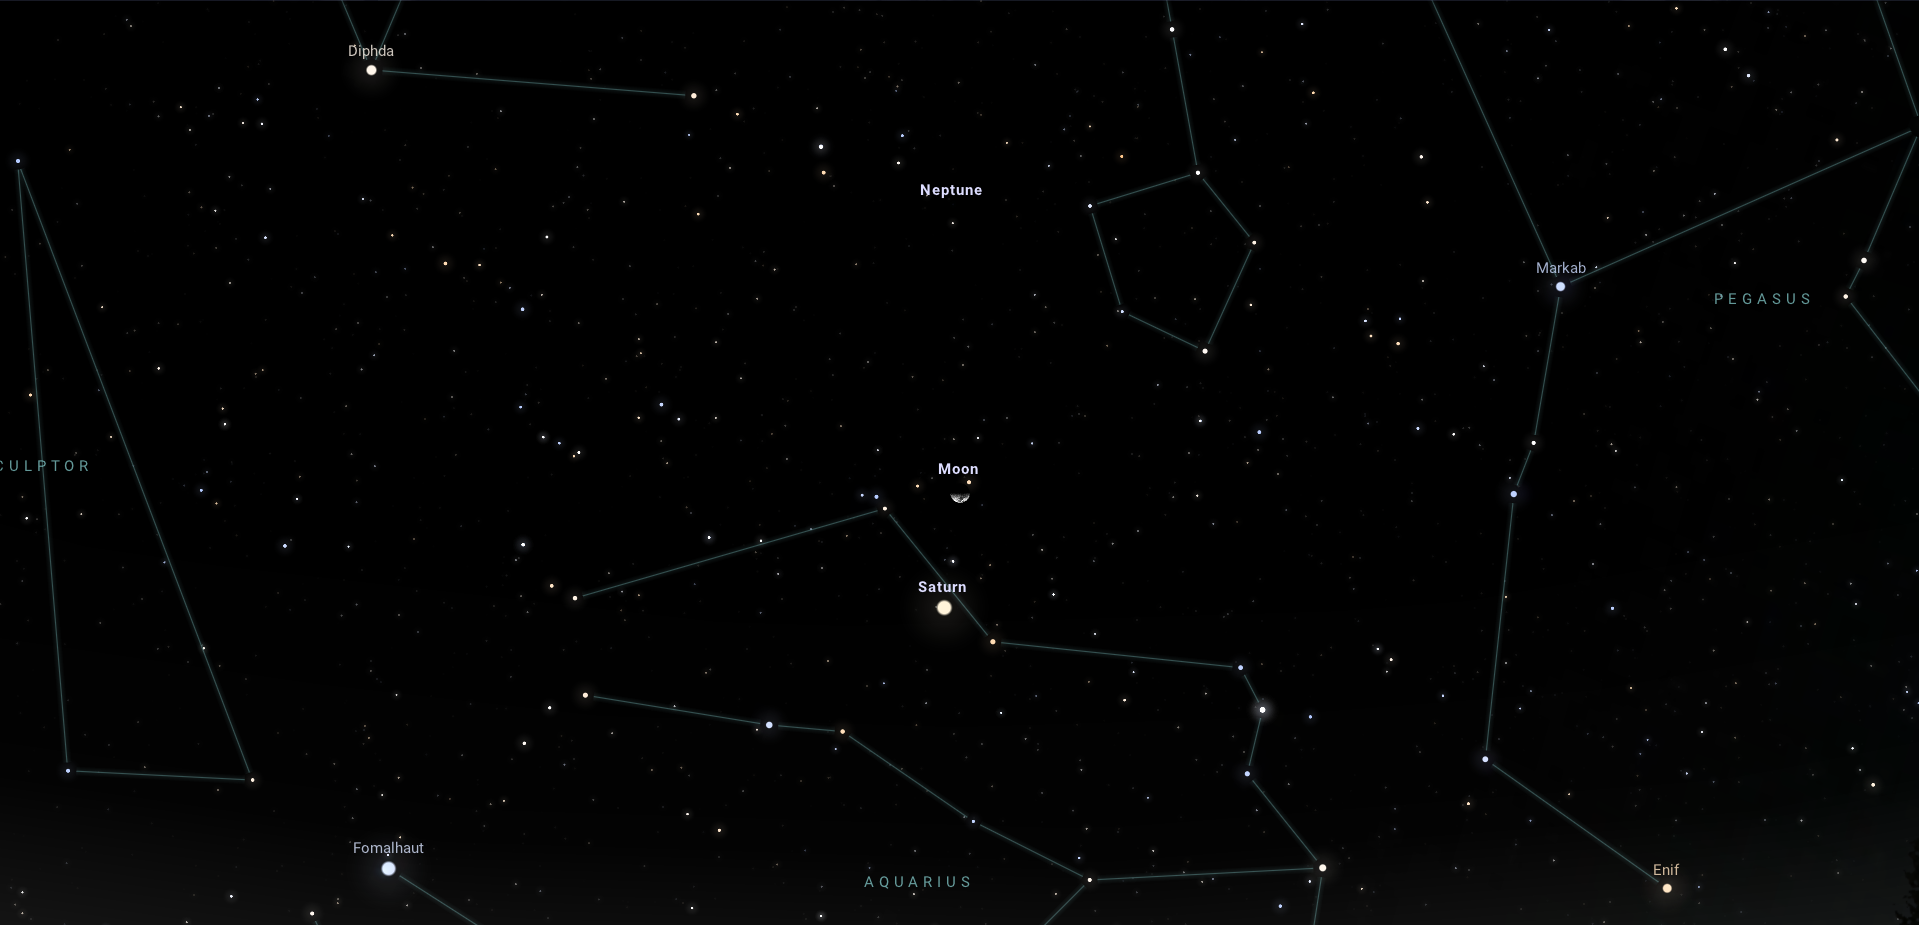 Diphda
Neptune
Markab
PEGASUS
CULPTOR
Moon
Saturn
Fomalhaut
Enif
AQUARIUS